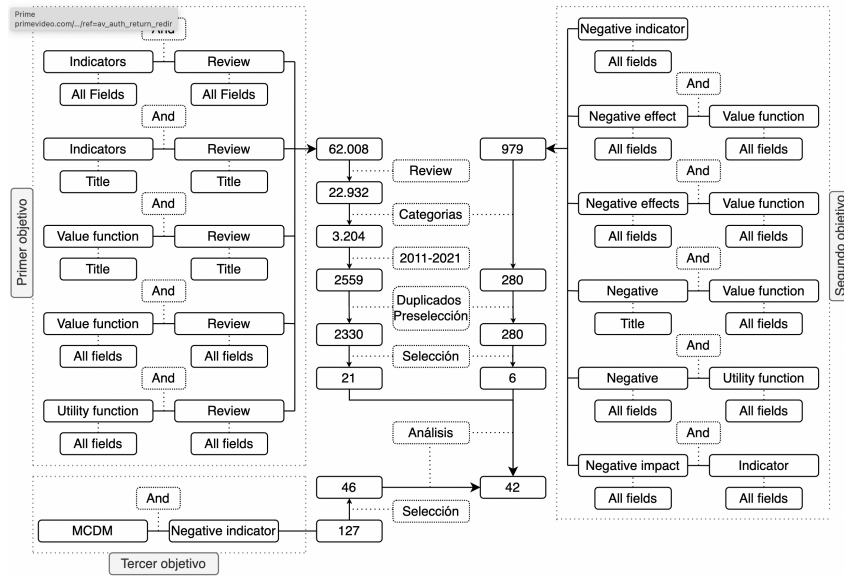 Prime
primevideo.com/.../ref=av_auth_return_redir
And
Indicators
Review
All Fields
All Fields
And
Indicators
Review
Title
Title
And
Value function
Review
Title
Title
And
Value function
Review
All fields
All fields
And
Utility function
Review
All fields
All fields
Primer objetivo
And
MCDM
Negative indicator
Tercer objetivo
62.008
Review
22.932
Categorias
3.204
2011-2021
2559
Duplicados
Preselección
2330
Selección
21
979
280
280
6
Análisis
46
42
Selección
127
Negative indicator
All fields
And
Negative effect
Value function
All fields
All fields
And
Negative effects
Value function
All fields
All fields
And
Negative
Value function
Title
All fields
And
Negative
Utility function
All fields
All fields
And
Negative impact
Indicator
All fields
All fields
Segundo objetivo